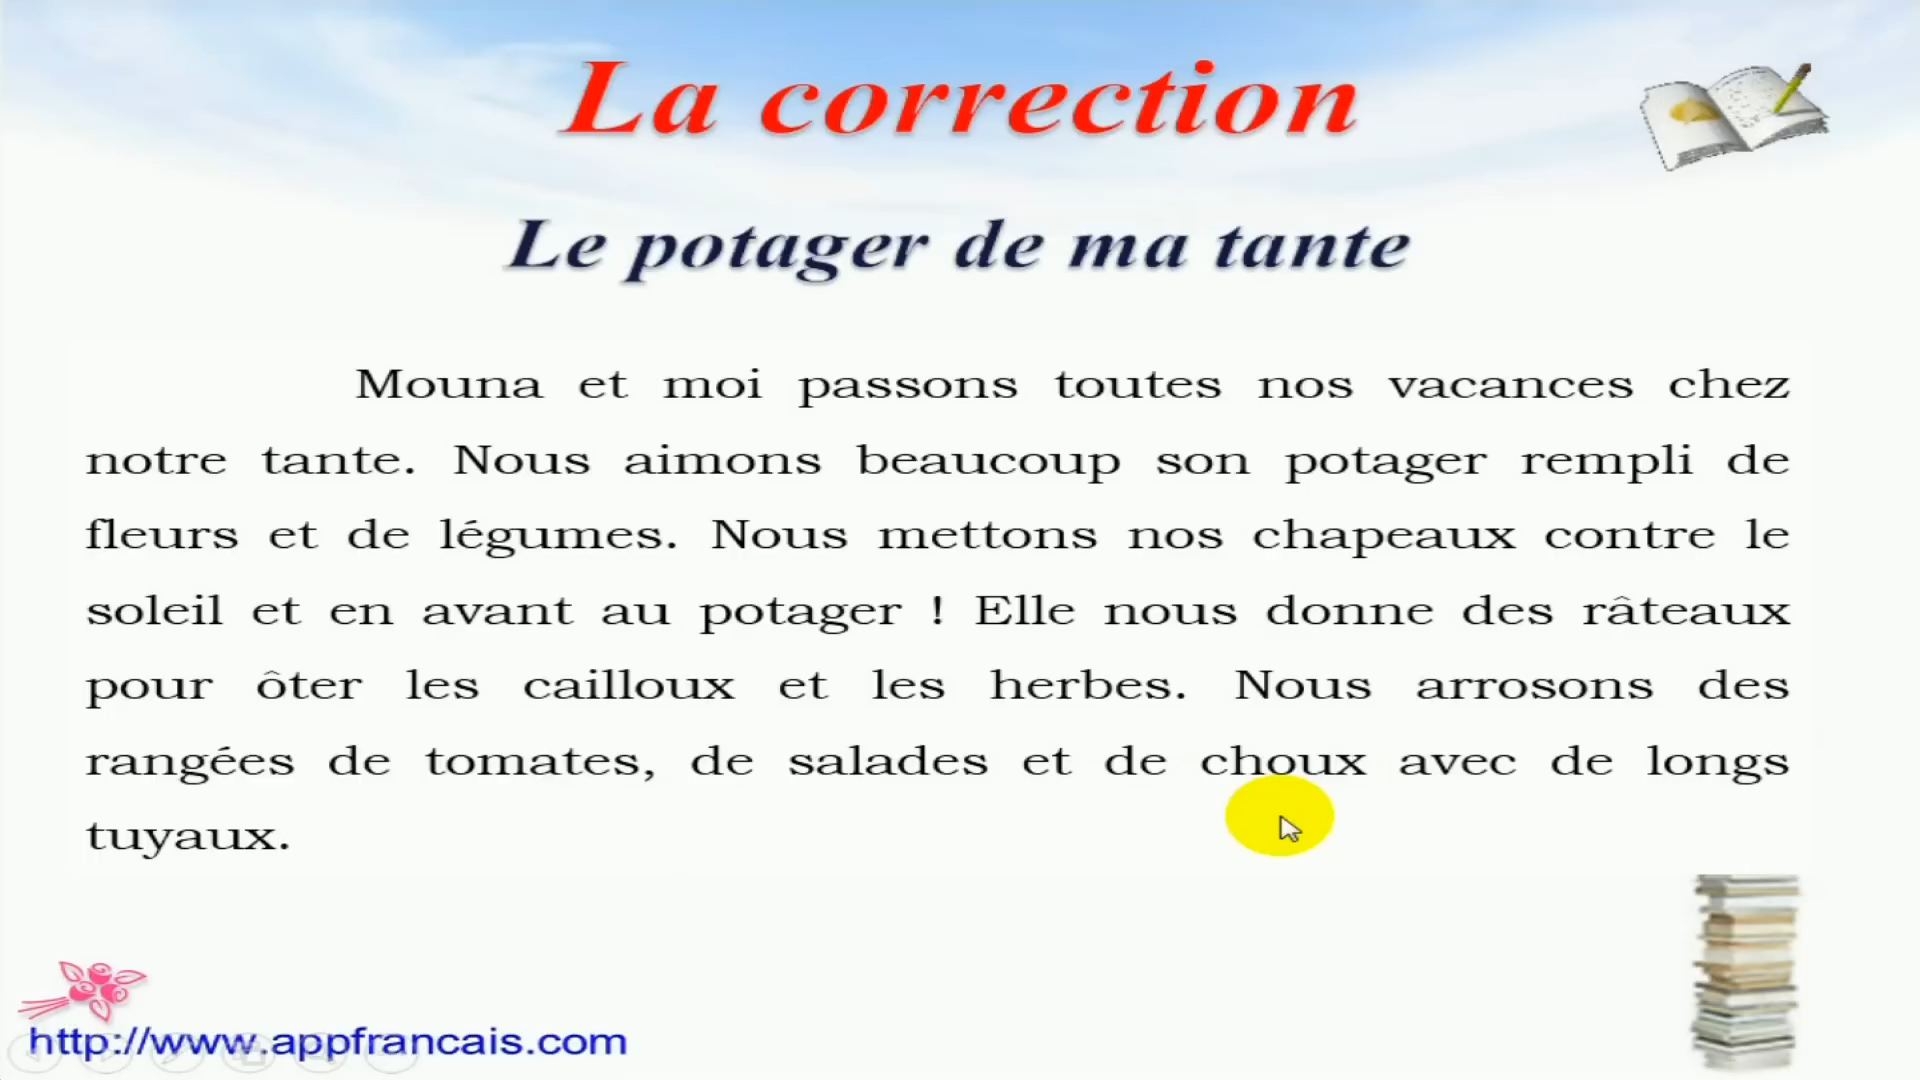 La correction
Le potager de ma tante
Mouna et moi passons toutes nos vacances chez
notre tante. Nous aimons beaucoup son potager rempli de
fleurs et de légumes. Nous mettons nos chapeaux contre le
soleil et en avant au potager ! Elle nous donne des râteaux
pour ôter les cailloux et les herbes. Nous arrosons des
rangées de tomates, de salades et de choux avec de longs
tuyaux.
http://www.appfrancais.com